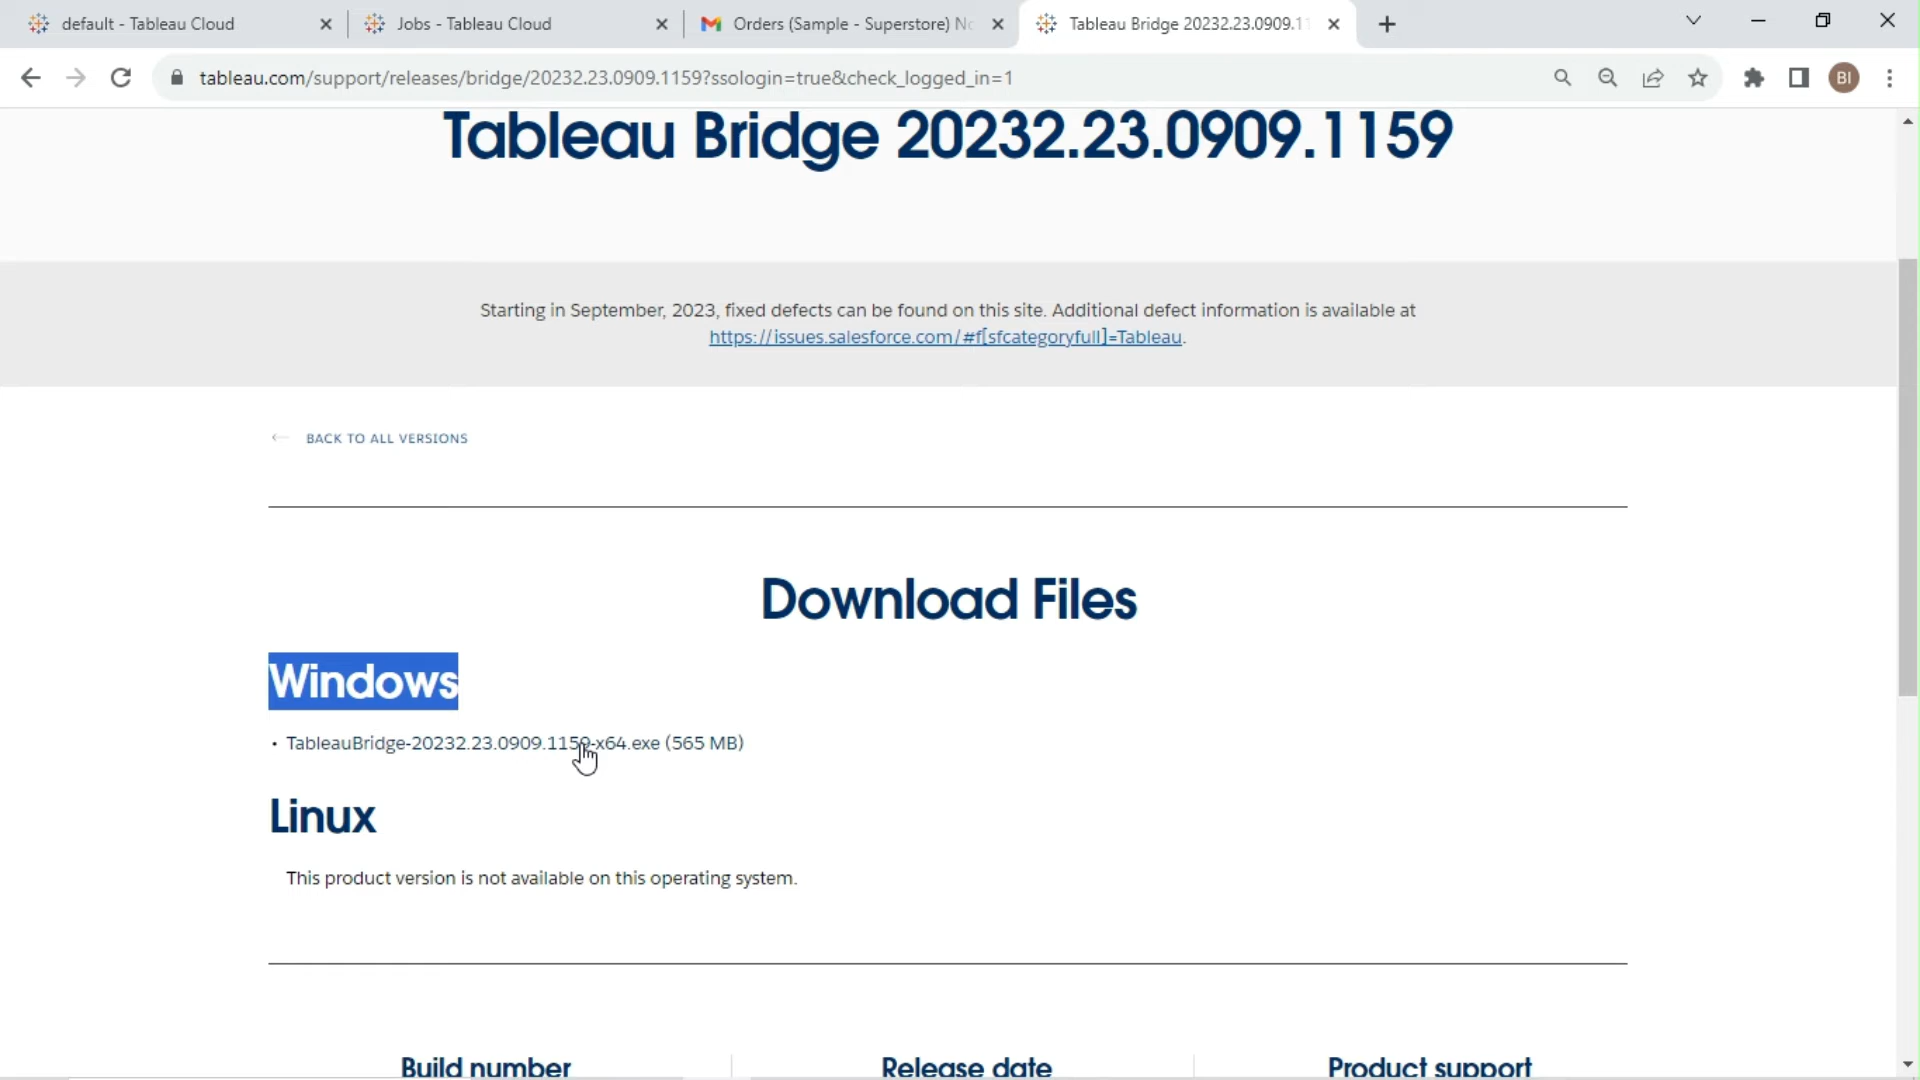 default - Tableau Cloud
Jobs - Tableau Cloud
Orders (Sample - Superstore) No
Tableau Bridge 20232.23.0909.11
tableau.com/support/releases/bridge/20232.23.0909.1159?ssologin=true&check_logged_in=1
BI
Tableau Bridge 20232.23.0909.1159
Starting in September, 2023, fixed defects can be found on this site. Additional defect information is available at
https://issues.salesforce.com/#f[sfcategoryfull]=Tableau.
BACK TO ALL VERSIONS
Download Files
Windows
• TableauBridge-20232.23.0909.1159-x64.exe (565 MB)
Linux
This product version is not available on this operating system.
Build number
Release date
Product support